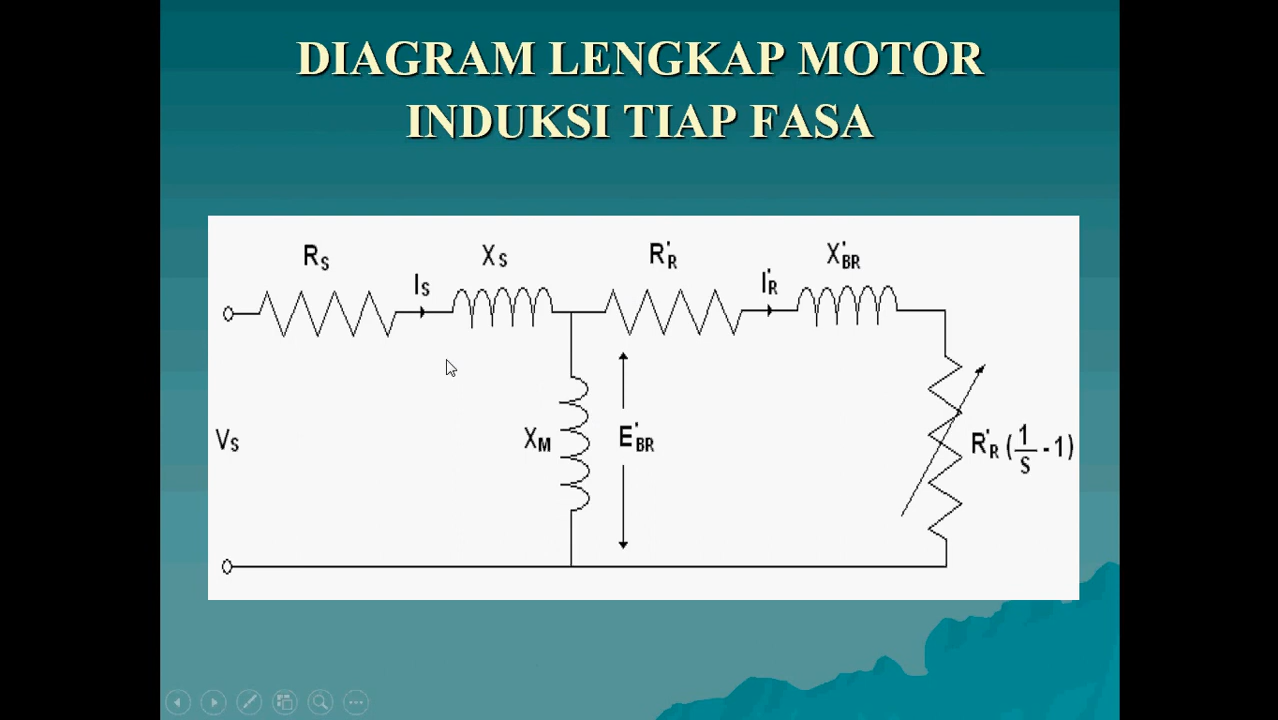 DIAGRAM LENGKAP MOTOR
INDUKSI TIAP FASA
RS
IS
XS
R'R
I'R
X'BR
VS
XM
E'BR
R'R (1/s - 1)